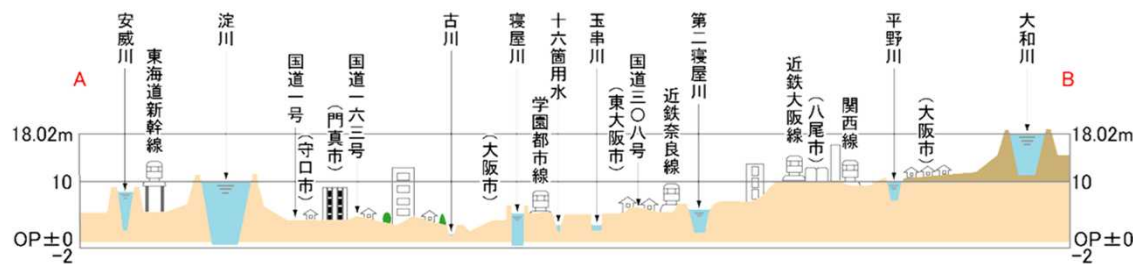 安威川
東海道新幹線
淀川
国道一号
(守口市)
(門真市)
国道一六三号
古川
(大阪市)
寝屋川
学園都市線
十六箇用水
玉串川
(東大阪市)
国道三〇八号
近鉄奈良線
第二寝屋川
近鉄大阪線
(八尾市)
関西線
平野川
(大阪市)
大和川
A
B
18.02m
10
OP±0
-2
18.02m
10
OP±0
-2